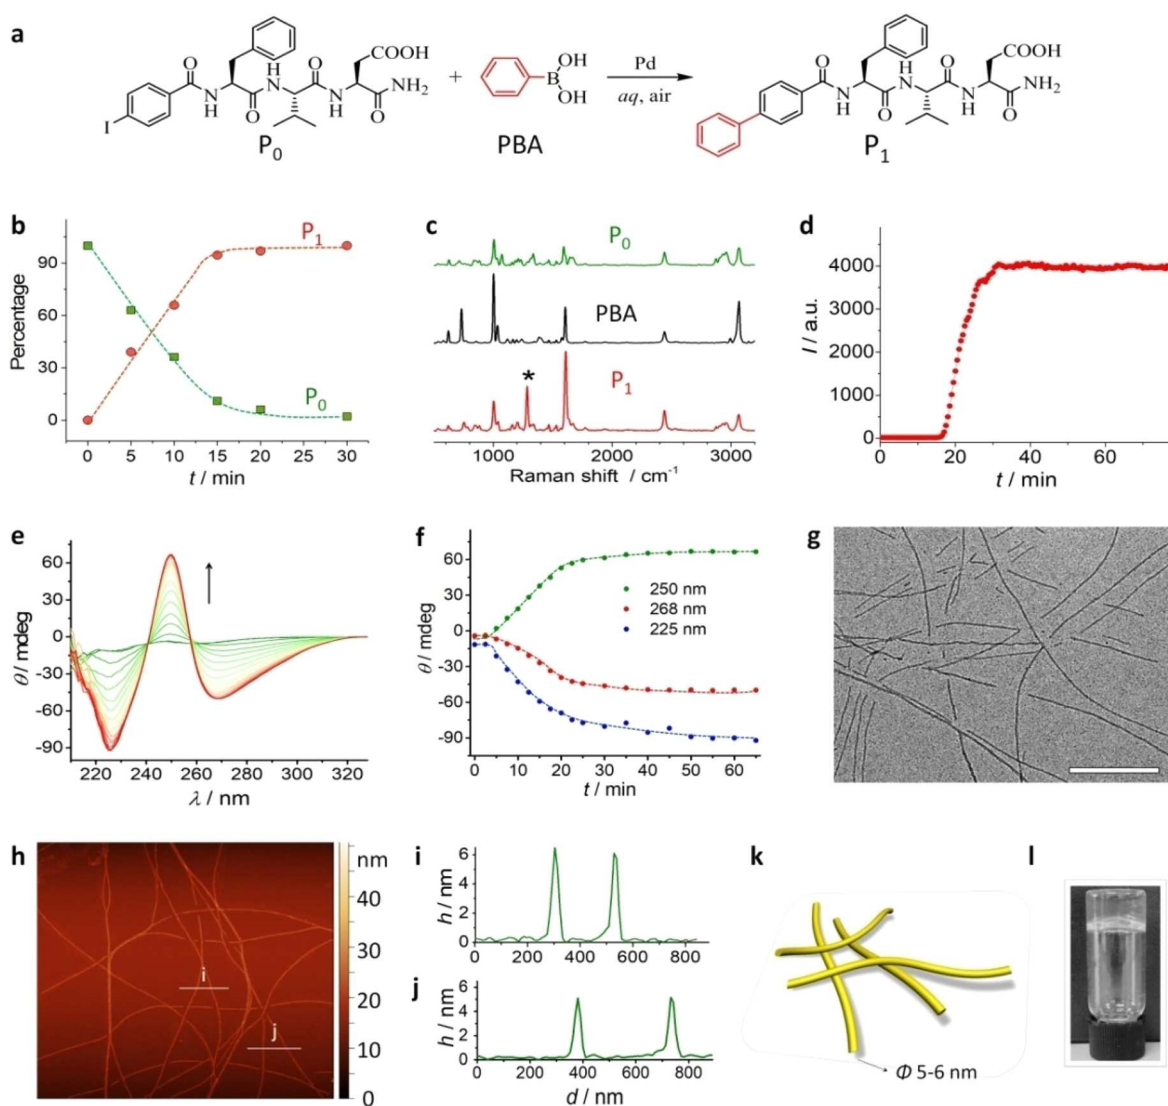 a
O
H
N
O
N
H
O
H
N
O
COOH
NH₂
I
P₀
+
B
OH
OH
PBA
Pd
aq, air
O
N
H
O
H
N
O
N
H
COOH
O
NH₂
P₁
b
P₁
P₀
Percentage
90
60
30
0
0 5 10 15 20 25 30
t / min
c
P₀
PBA
P₁
*
1000 2000 3000
Raman shift / cm⁻¹
d
I / a.u.
4000
3000
2000
1000
0
0 20 40 60
t / min
e
θ / mdeg
60
30
0
-30
-60
-90
220 240 260 280 300 320
λ / nm
f
θ / mdeg
60
30
0
-30
-60
-90
250 nm
268 nm
225 nm
0 10 20 30 40 50 60
t / min
g
h
i
j
nm
40
30
20
10
0
i
h / nm
6
4
2
0
0 200 400 600 800
j
h / nm
6
4
2
0
0 200 400 600 800
d / nm
k
Φ 5-6 nm
l